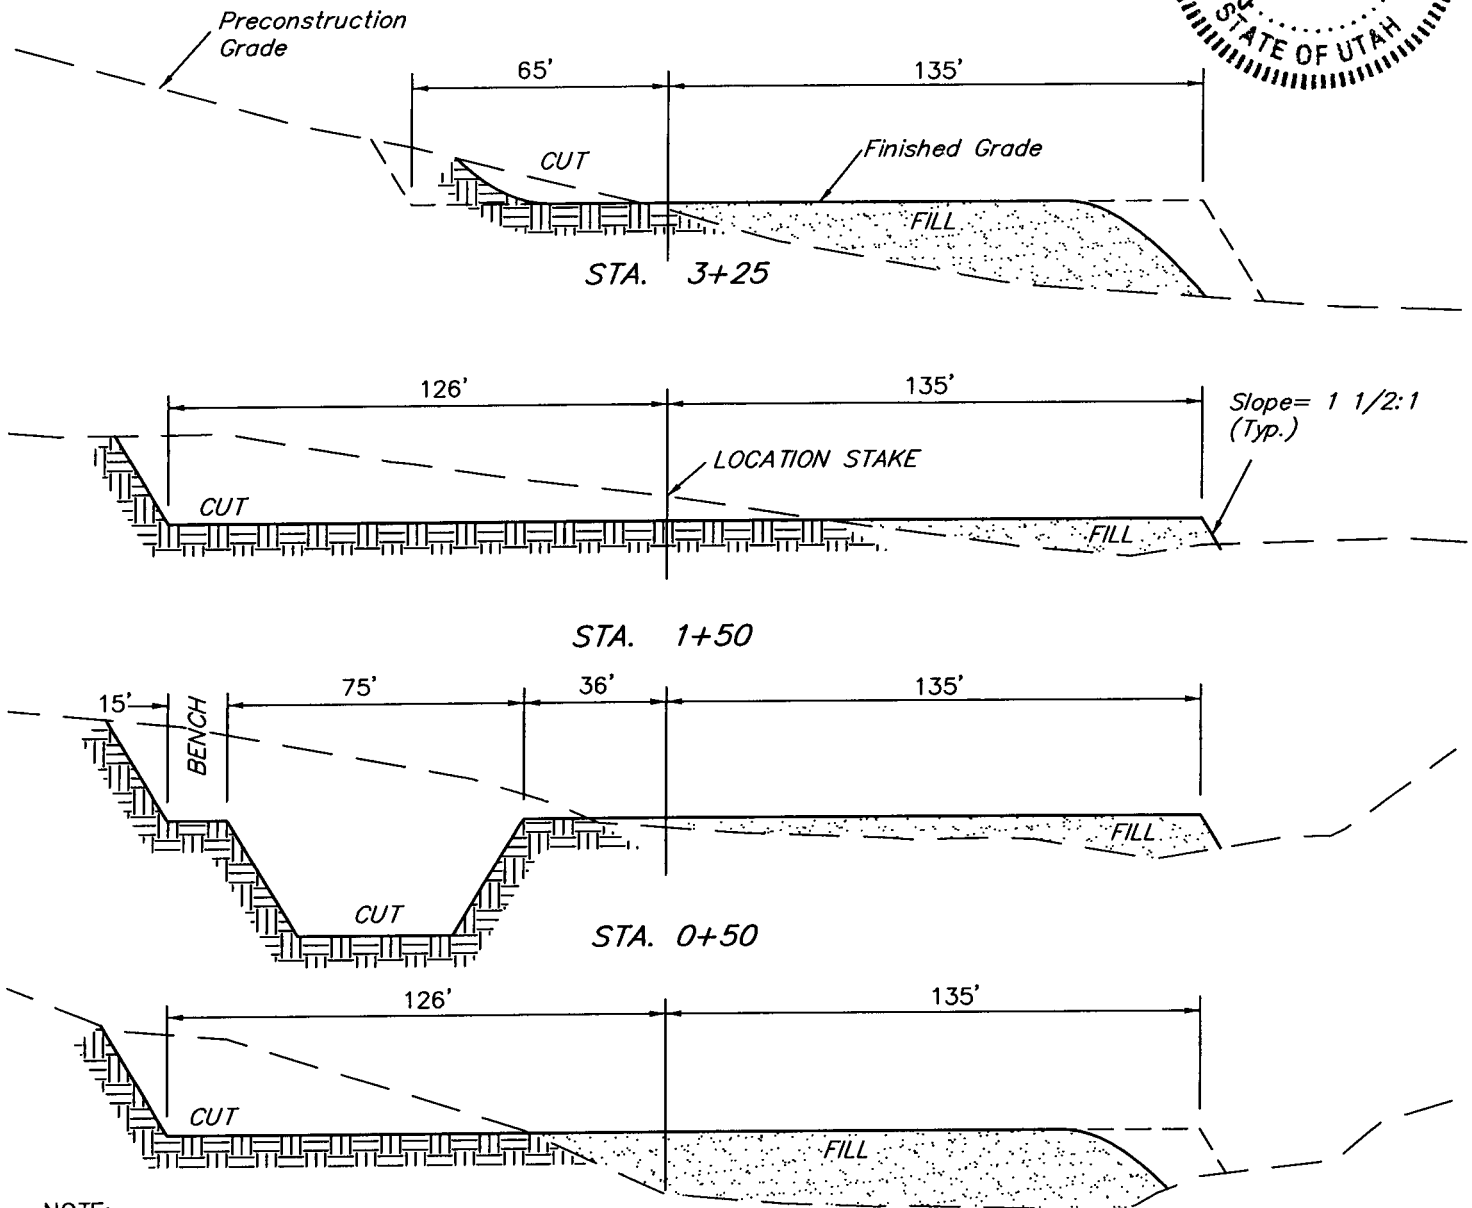 Preconstruction
Grade
STATE OF UTAH
65'
135'
CUT
Finished Grade
FILL
STA. 3+25
126'
135'
Slope= 1 1/2:1
(Typ.)
LOCATION STAKE
CUT
FILL
STA. 1+50
15'
BENCH
75'
36'
135'
FILL
CUT
STA. 0+50
126'
135'
CUT
FILL
NOTE: